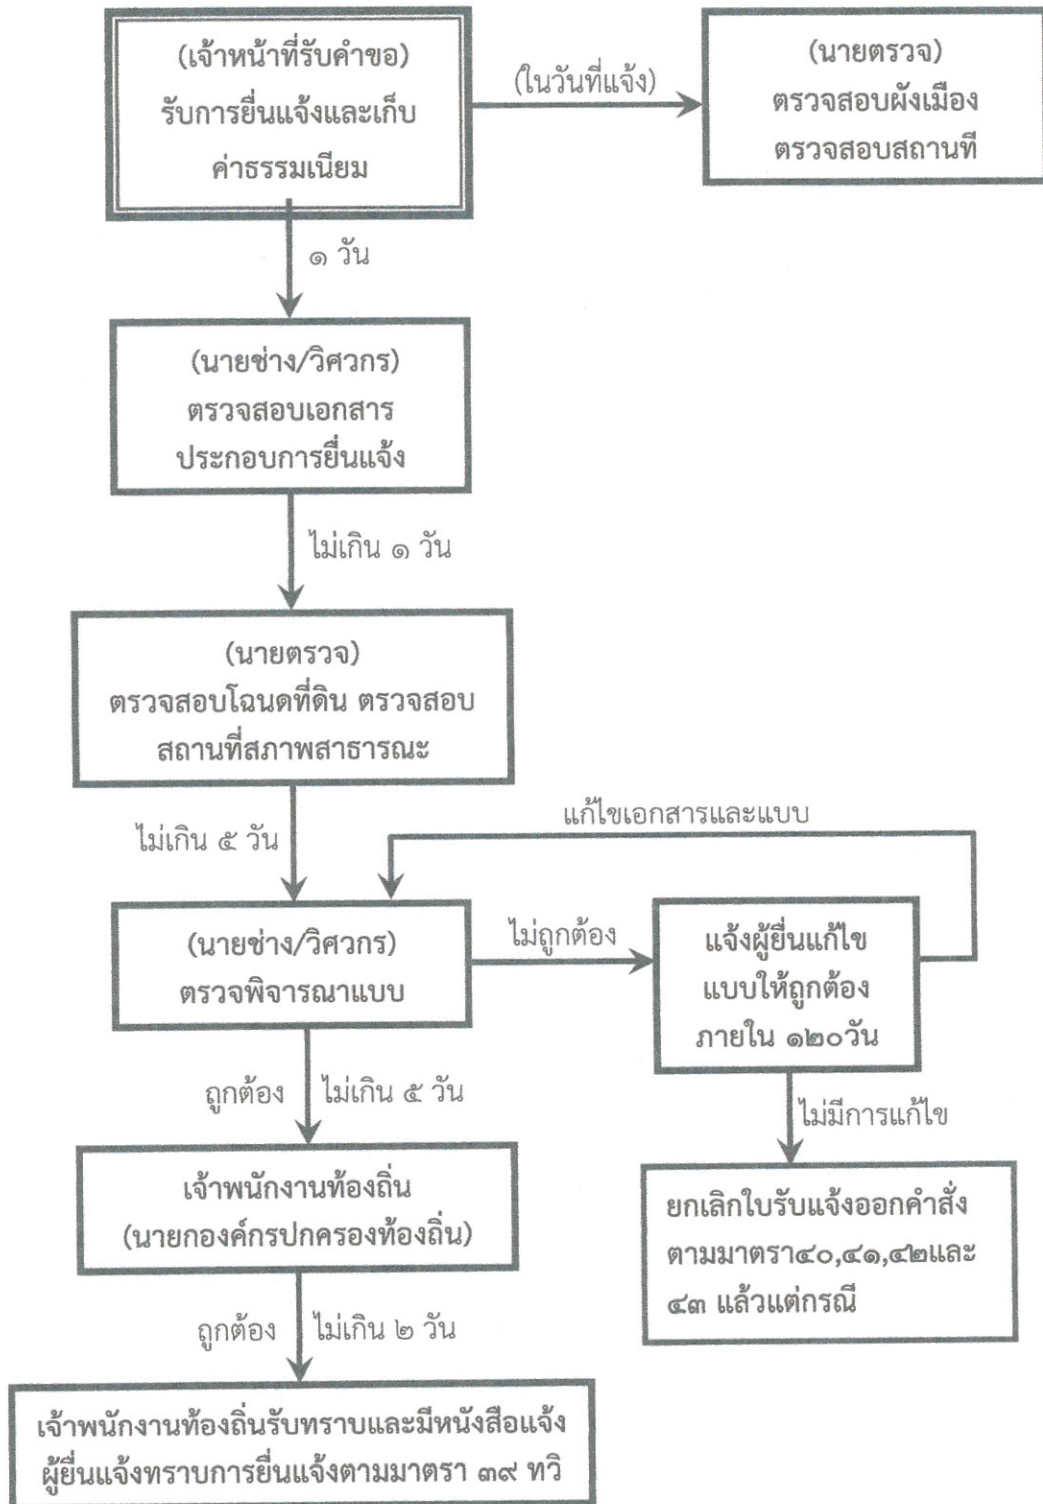 (เจ้าหน้าที่รับคำขอ)
รับการยื่นแจ้งและเก็บ
ค่าธรรมเนียม
(ในวันที่แจ้ง)
(นายตรวจ)
ตรวจสอบผังเมือง
ตรวจสอบสถานที
๑ วัน
(นายช่าง/วิศวกร)
ตรวจสอบเอกสาร
ประกอบการยื่นแจ้ง
ไม่เกิน ๑ วัน
(นายตรวจ)
ตรวจสอบโฉนดที่ดิน ตรวจสอบ
สถานที่สภาพสาธารณะ
ไม่เกิน ๕ วัน
แก้ไขเอกสารและแบบ
(นายช่าง/วิศวกร)
ตรวจพิจารณาแบบ
ไม่ถูกต้อง
แจ้งผู้ยื่นแก้ไข
แบบให้ถูกต้อง
ภายใน ๑๒๐วัน
ถูกต้อง ไม่เกิน ๕ วัน
ไม่มีการแก้ไข
เจ้าพนักงานท้องถิ่น
(นายกองค์กรปกครองท้องถิ่น)
ยกเลิกใบรับแจ้งออกคำสั่ง
ตามมาตรา๔๐,๔๑,๔๒และ
๔๓ แล้วแต่กรณี
ถูกต้อง ไม่เกิน ๒ วัน
เจ้าพนักงานท้องถิ่นรับทราบและมีหนังสือแจ้ง
ผู้ยื่นแจ้งทราบการยื่นแจ้งตามมาตรา ๓๙ ทวิ